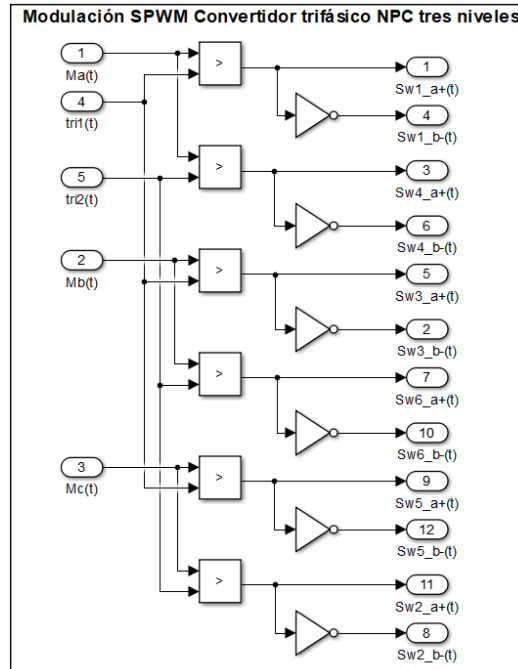 Modulación SPWM Convertidor trifásico NPC tres niveles
1
Ma(t)
4
tri1(t)
5
tri2(t)
2
Mb(t)
3
Mc(t)
>
>
>
>
>
>
1
Sw1_a+(t)
4
Sw1_b-(t)
3
Sw4_a+(t)
6
Sw4_b-(t)
5
Sw3_a+(t)
2
Sw3_b-(t)
7
Sw6_a+(t)
10
Sw6_b-(t)
9
Sw5_a+(t)
12
Sw5_b-(t)
11
Sw2_a+(t)
8
Sw2_b-(t)